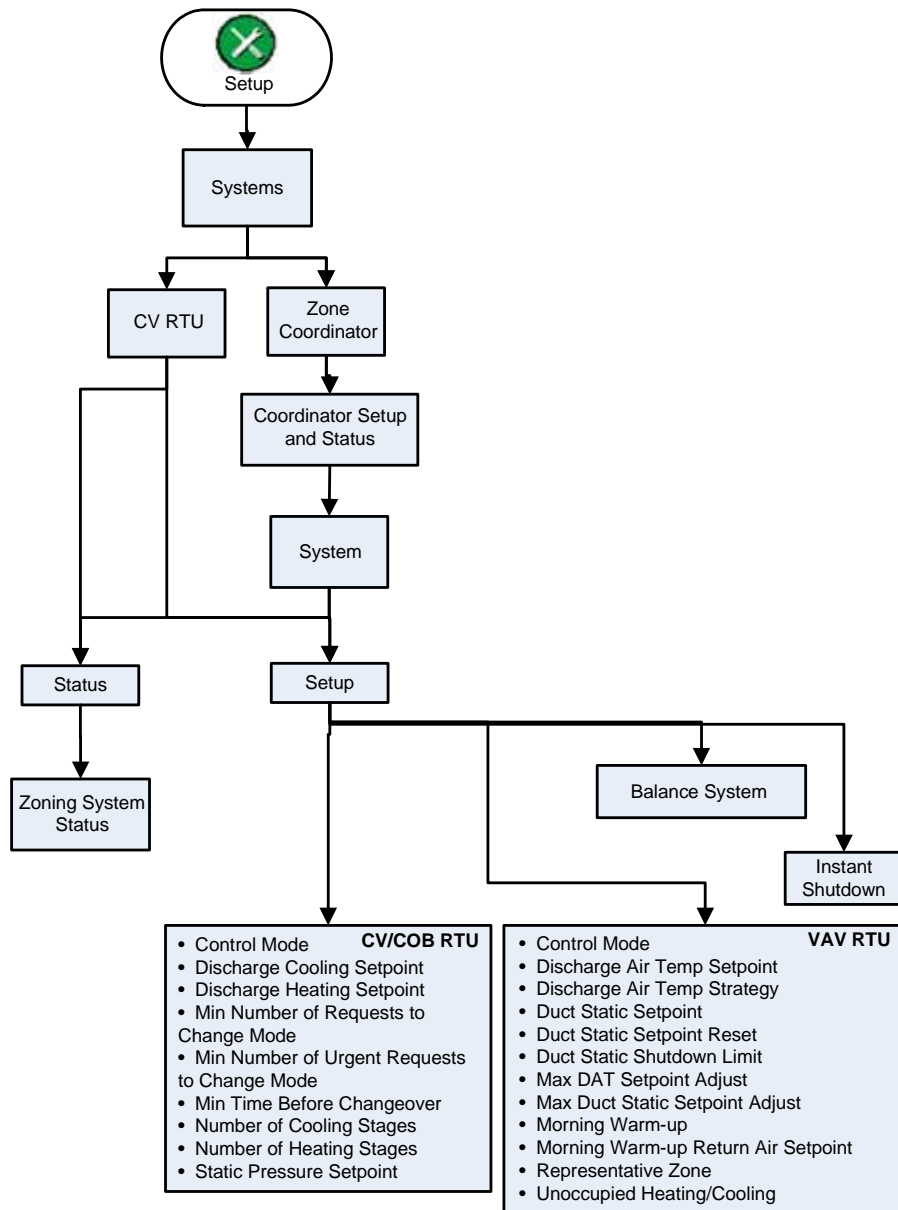 Setup
Systems
CV RTU
Zone
Coordinator
Coordinator Setup
and Status
System
Status
Setup
Zoning System
Status
Balance System
Instant
Shutdown
CV/COB RTU
• Control Mode
• Discharge Cooling Setpoint
• Discharge Heating Setpoint
• Min Number of Requests to
Change Mode
• Min Number of Urgent Requests
to Change Mode
• Min Time Before Changeover
• Number of Cooling Stages
• Number of Heating Stages
• Static Pressure Setpoint
VAV RTU
• Control Mode
• Discharge Air Temp Setpoint
• Discharge Air Temp Strategy
• Duct Static Setpoint
• Duct Static Setpoint Reset
• Duct Static Shutdown Limit
• Max DAT Setpoint Adjust
• Max Duct Static Setpoint Adjust
• Morning Warm-up
• Morning Warm-up Return Air Setpoint
• Representative Zone
• Unoccupied Heating/Cooling